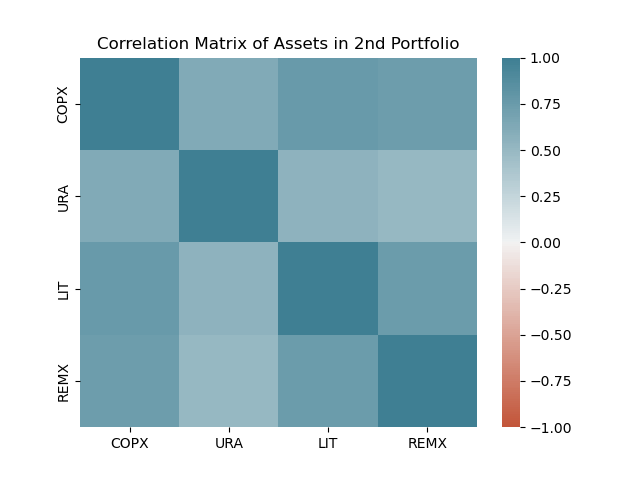 Correlation Matrix of Assets in 2nd Portfolio
COPX
URA
LIT
REMX
COPX URA LIT REMX
1.00
0.75
0.50
0.25
0.00
−0.25
−0.50
−0.75
−1.00